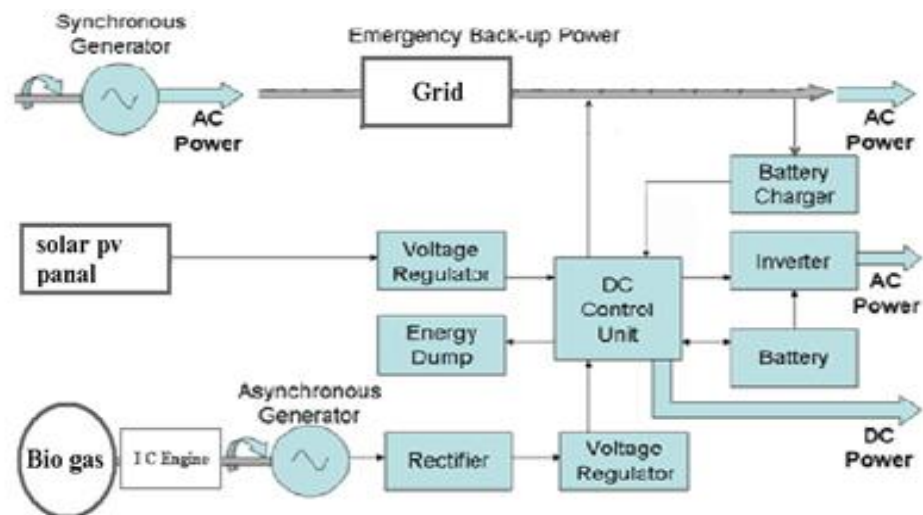 Synchronous
Generator
AC
Power
Emergency Back-up Power
Grid
AC
Power
Battery
Charger
solar pv
panal
Voltage
Regulator
DC
Control
Unit
Inverter
AC
Power
Energy
Dump
Battery
Asynchronous
Generator
Bio gas
I C Engine
Rectifier
Voltage
Regulator
DC
Power